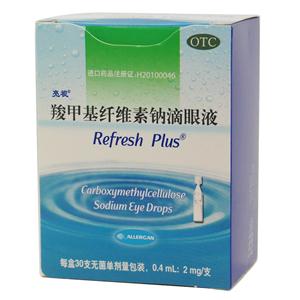 OTC
进口药品注册证:H20100046
亮视
羧甲基纤维素钠滴眼液
Refresh Plus®
Carboxymethylcellulose
Sodium Eye Drops
ALLERGAN
每盒30支无菌单剂量包装, 0.4 mL: 2 mg/支